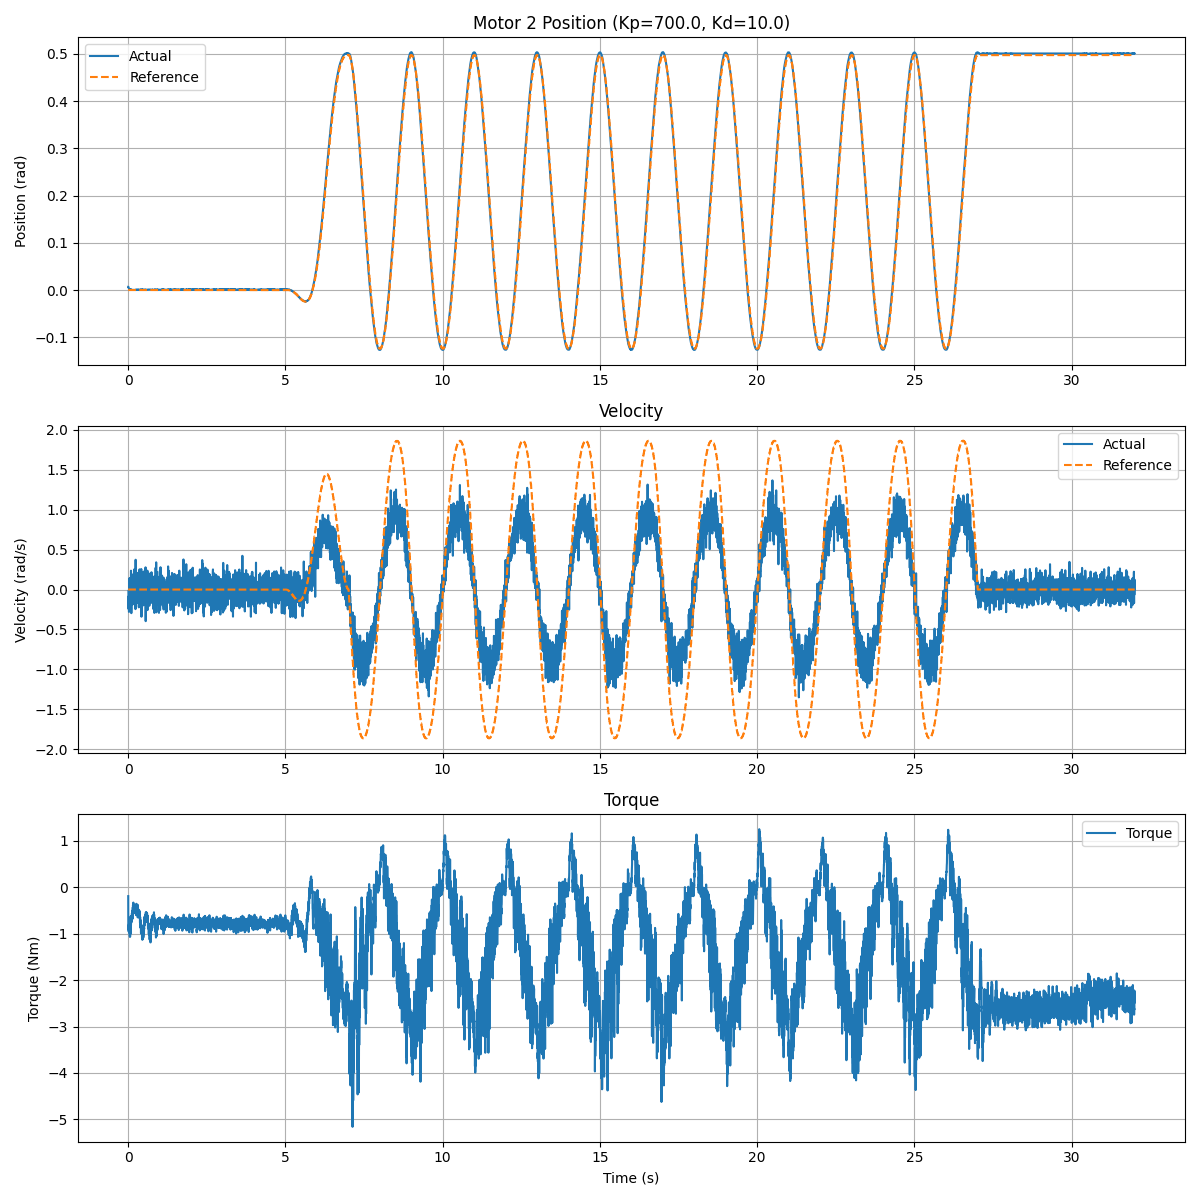 Motor 2 Position (Kp=700.0, Kd=10.0)
Actual
Reference
Position (rad)
0.5
0.4
0.3
0.2
0.1
0.0
−0.1
0 5 10 15 20 25 30
Velocity
Actual
Reference
Velocity (rad/s)
2.0
1.5
1.0
0.5
0.0
−0.5
−1.0
−1.5
−2.0
0 5 10 15 20 25 30
Torque
Torque
Torque (Nm)
1
0
−1
−2
−3
−4
−5
0 5 10 15 20 25 30
Time (s)